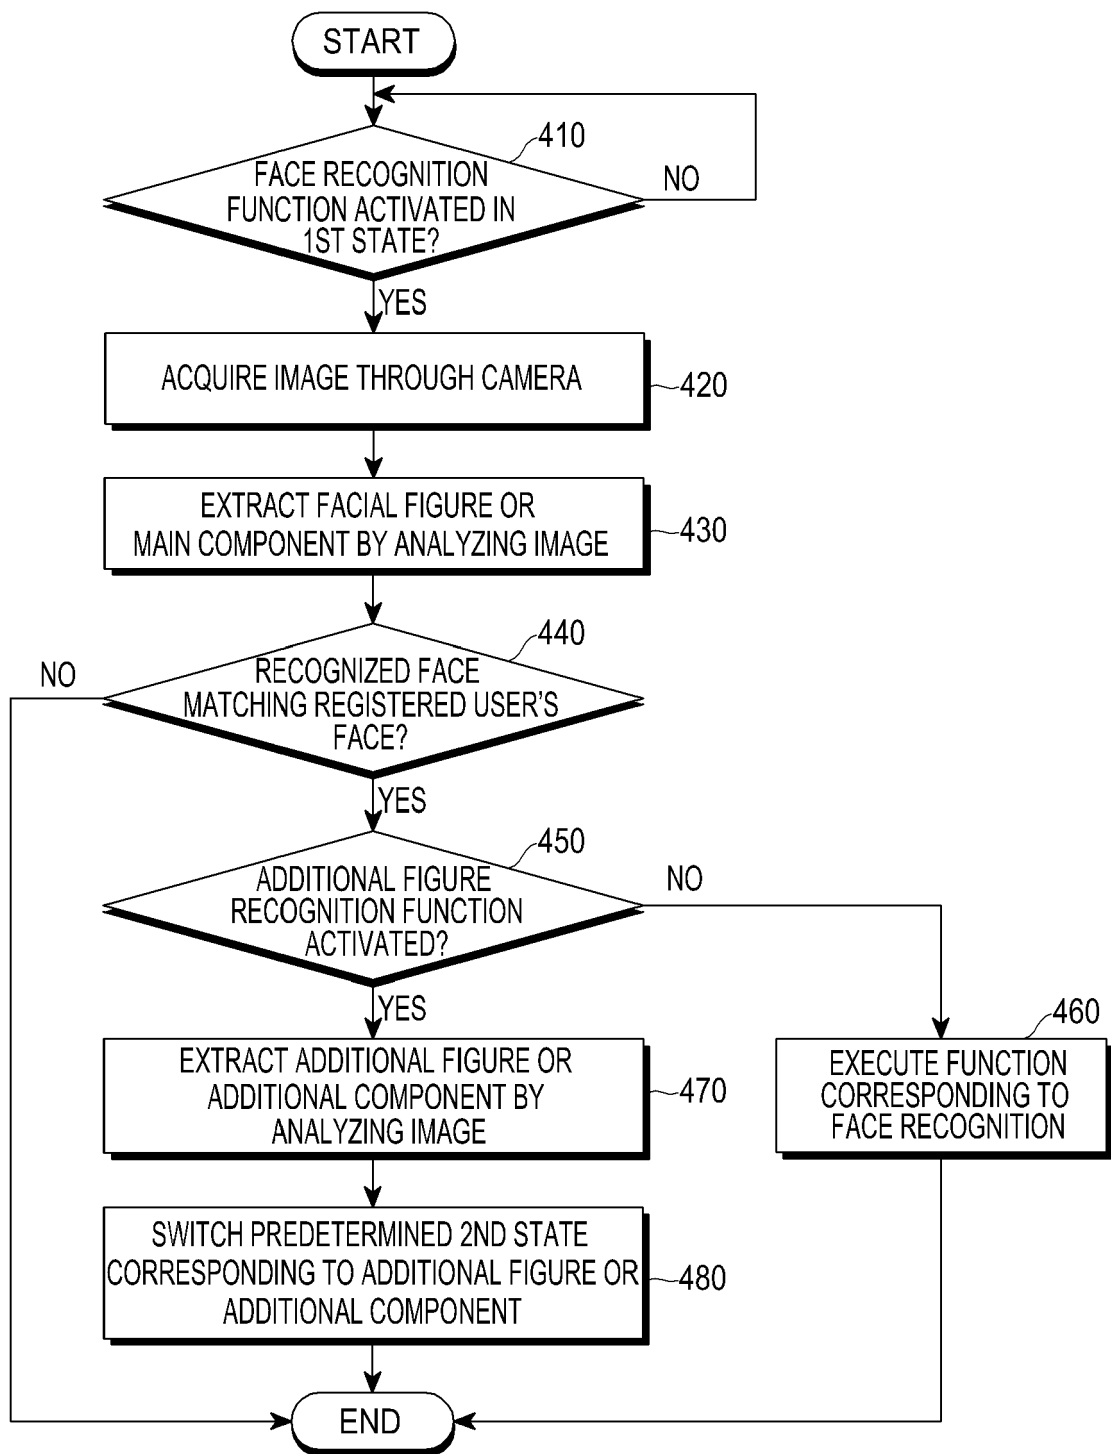 START
410
FACE RECOGNITION
FUNCTION ACTIVATED IN
1ST STATE?
NO
YES
ACQUIRE IMAGE THROUGH CAMERA
420
EXTRACT FACIAL FIGURE OR
MAIN COMPONENT BY ANALYZING IMAGE
430
440
NO
RECOGNIZED FACE
MATCHING REGISTERED USER'S
FACE?
YES
450
ADDITIONAL FIGURE
RECOGNITION FUNCTION
ACTIVATED?
NO
YES
460
EXECUTE FUNCTION
CORRESPONDING TO
FACE RECOGNITION
EXTRACT ADDITIONAL FIGURE OR
ADDITIONAL COMPONENT BY
ANALYZING IMAGE
470
SWITCH PREDETERMINED 2ND STATE
CORRESPONDING TO ADDITIONAL FIGURE OR
ADDITIONAL COMPONENT
480
END